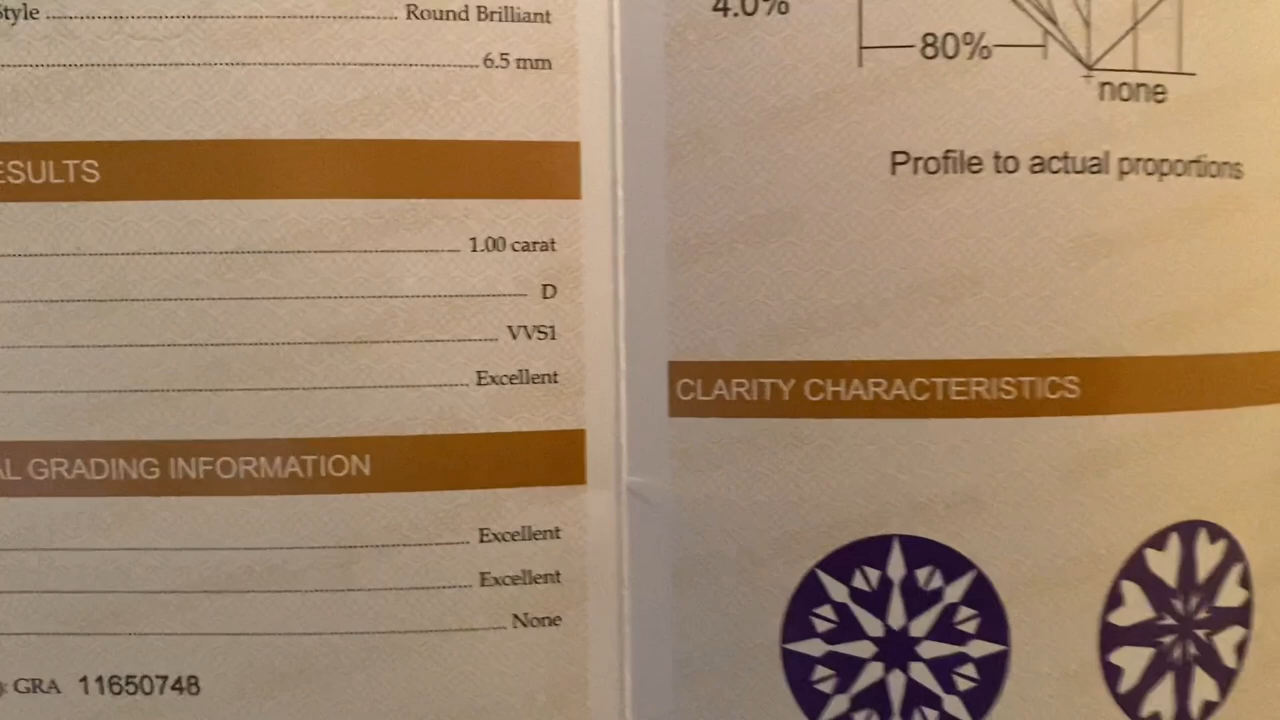 Style Round Brilliant
6.5 mm
ESULTS
1.00 carat
D
VVS1
Excellent
AL GRADING INFORMATION
Excellent
Excellent
None
: GRA 11650748
4.0%
80%
none
Profile to actual proportions
CLARITY CHARACTERISTICS